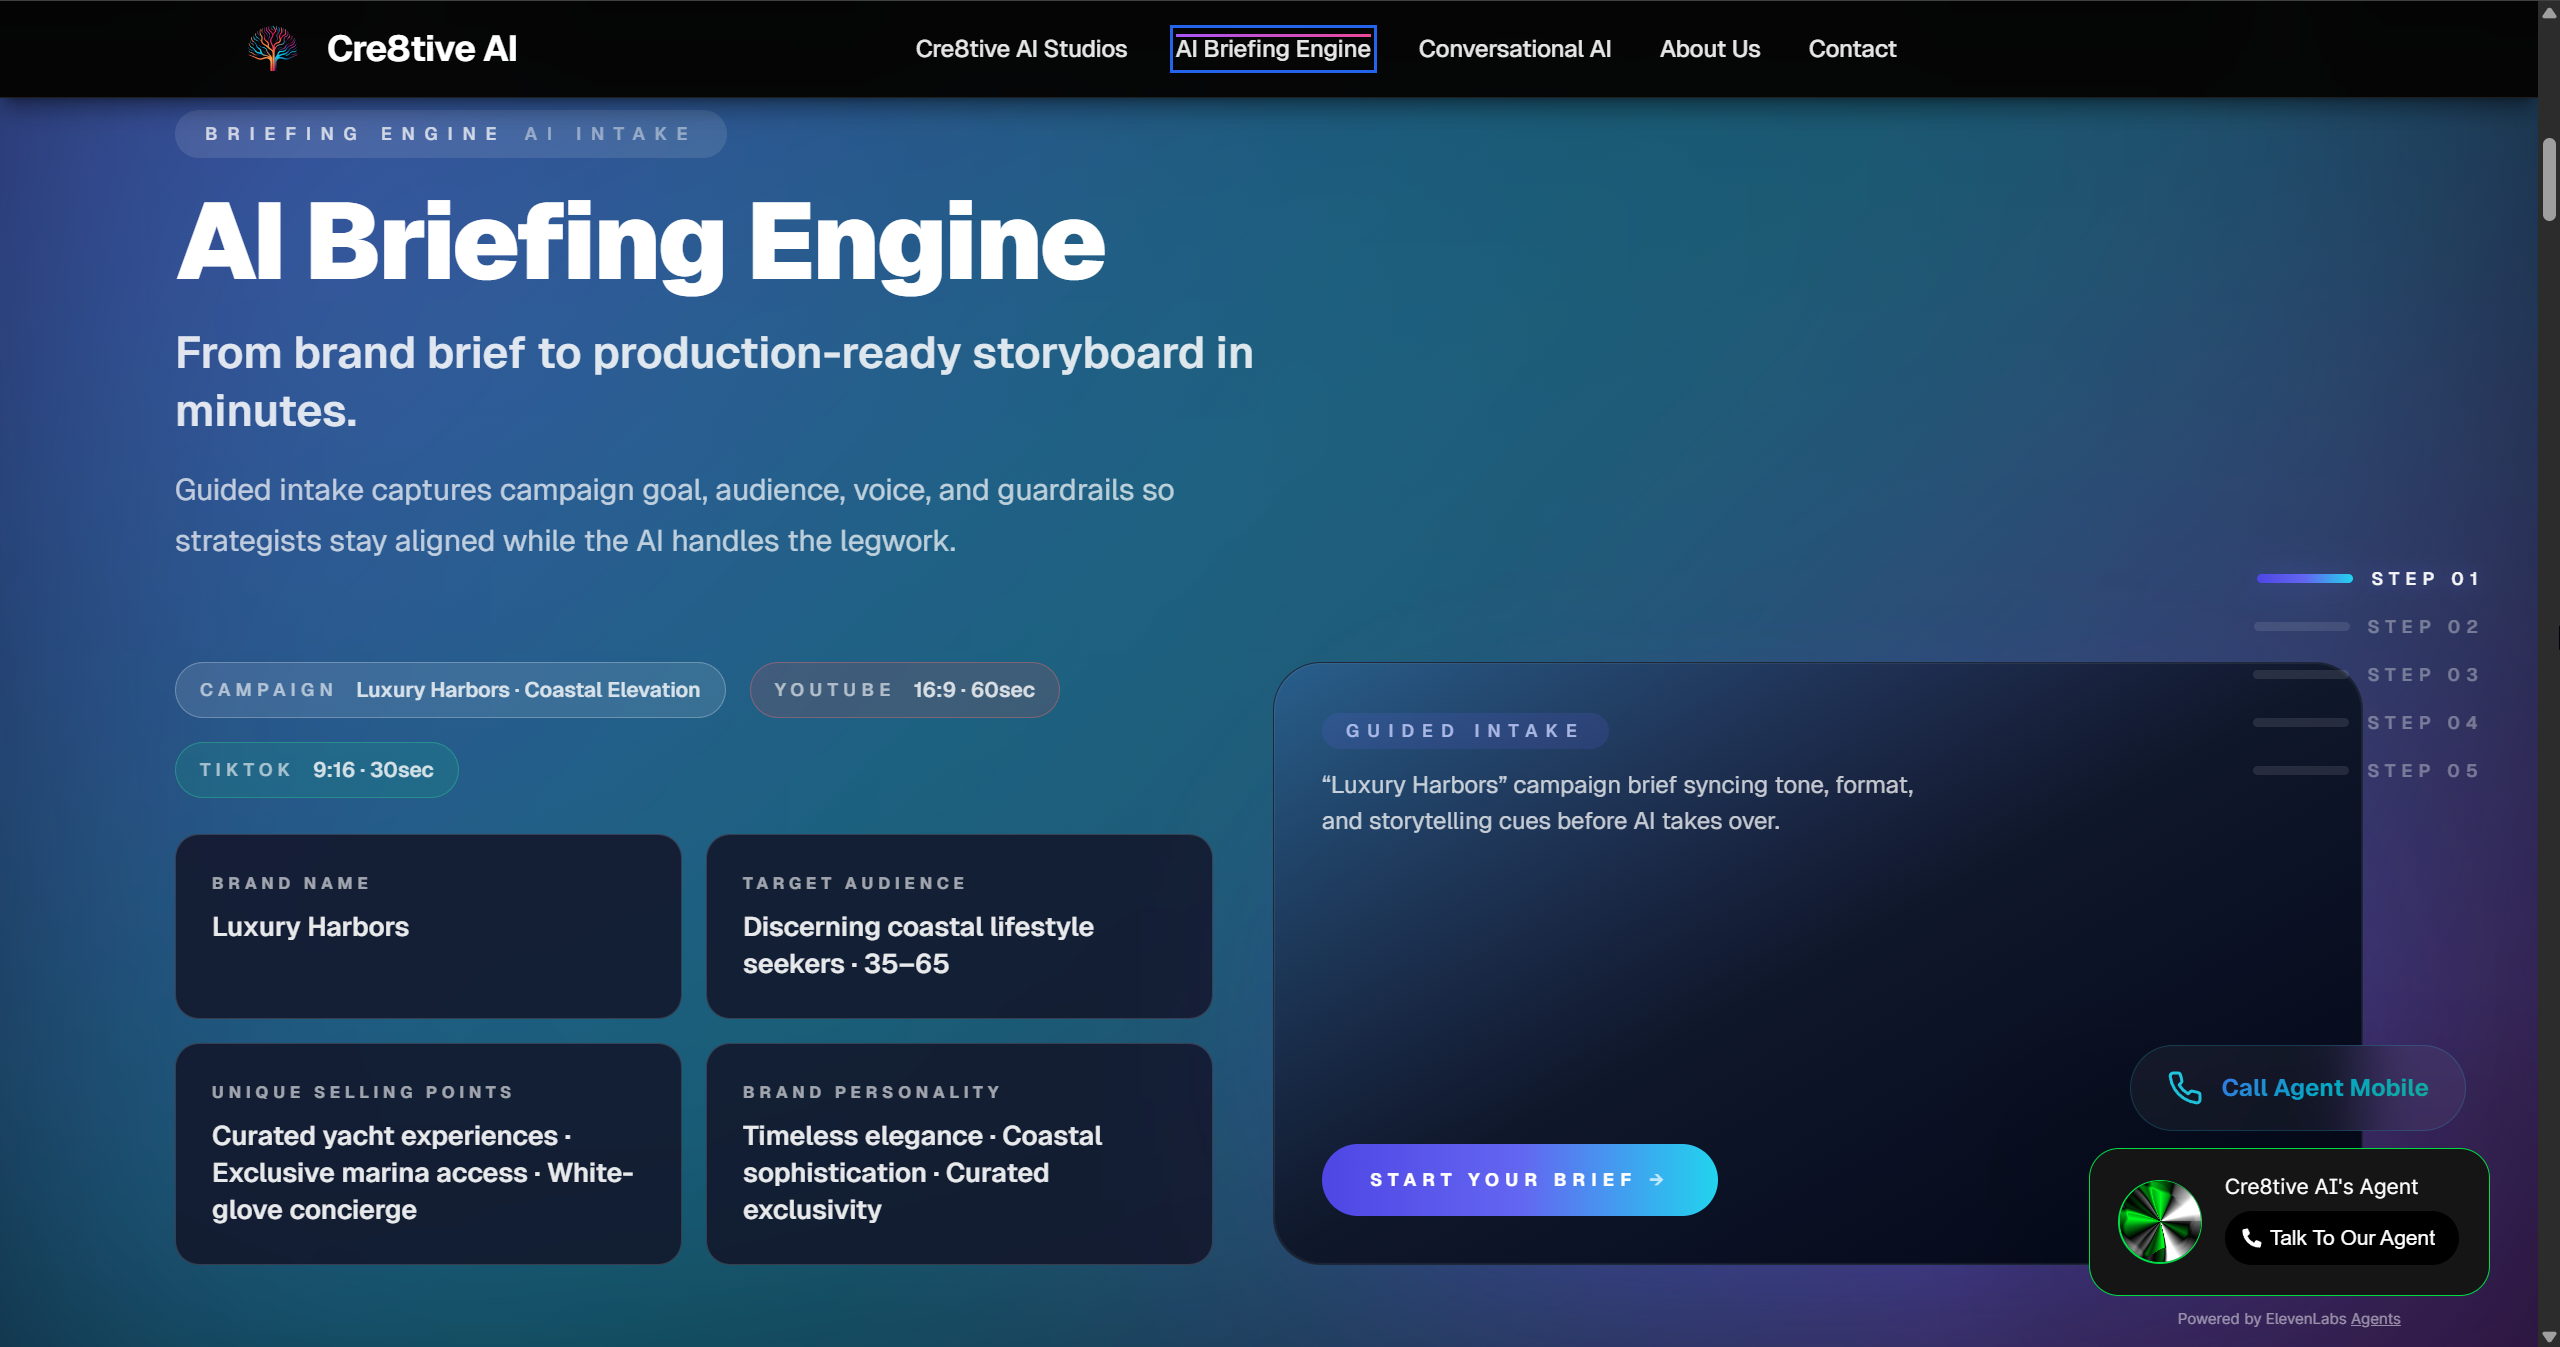 Cre8tive AI
Cre8tive AI Studios
AI Briefing Engine
Conversational AI
About Us
Contact
BRIEFING ENGINE AI INTAKE
AI Briefing Engine
From brand brief to production-ready storyboard in
minutes.
Guided intake captures campaign goal, audience, voice, and guardrails so
strategists stay aligned while the AI handles the legwork.
STEP 01
STEP 02
STEP 03
STEP 04
STEP 05
CAMPAIGN Luxury Harbors · Coastal Elevation
YOUTUBE 16:9 · 60sec
TIKTOK 9:16 · 30sec
BRAND NAME
Luxury Harbors
TARGET AUDIENCE
Discerning coastal lifestyle
seekers · 35–65
UNIQUE SELLING POINTS
Curated yacht experiences ·
Exclusive marina access · White-
glove concierge
BRAND PERSONALITY
Timeless elegance · Coastal
sophistication · Curated
exclusivity
GUIDED INTAKE
“Luxury Harbors” campaign brief syncing tone, format,
and storytelling cues before AI takes over.
START YOUR BRIEF →
Call Agent Mobile
Cre8tive AI's Agent
Talk To Our Agent
Powered by ElevenLabs Agents